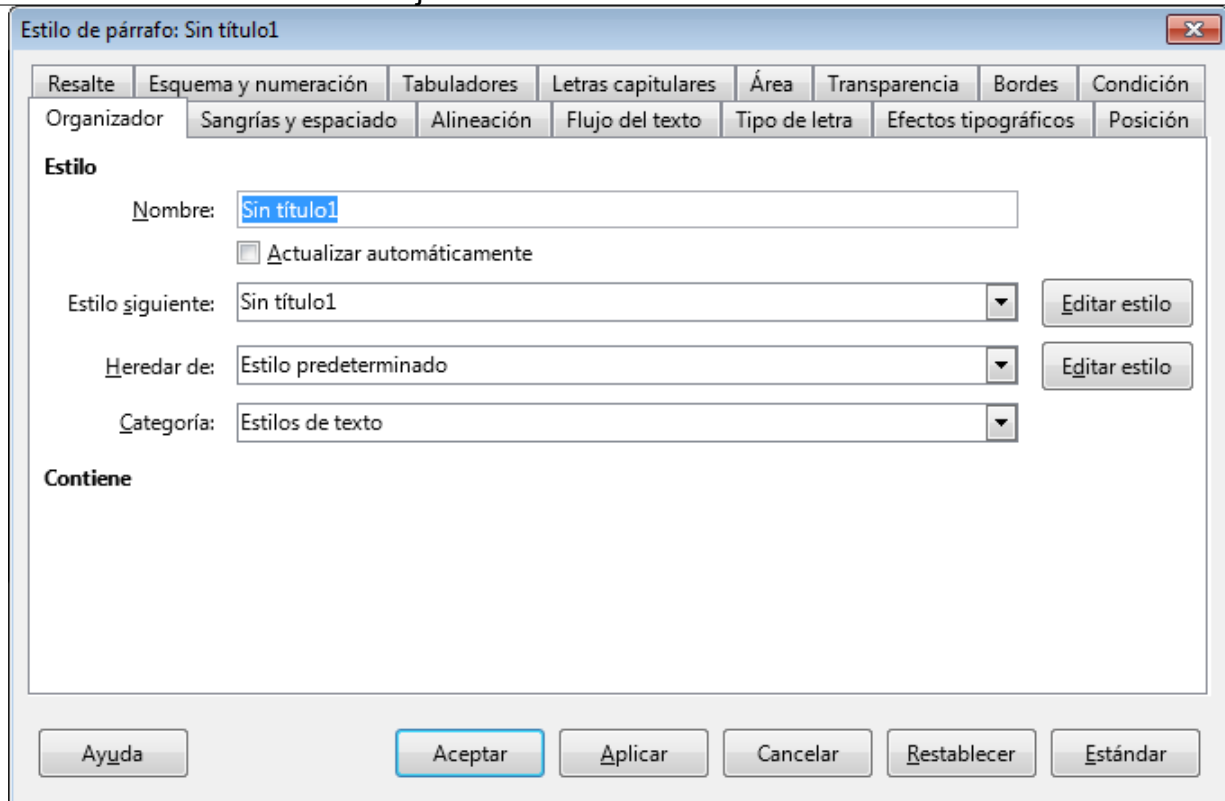 Estilo de párrafo: Sin título1
Resalte Esquema y numeración Tabuladores Letras capitulares Área Transparencia Bordes Condición
Organizador Sangrías y espaciado Alineación Flujo del texto Tipo de letra Efectos tipográficos Posición
Estilo
Nombre: Sin título1
Actualizar automáticamente
Estilo siguiente: Sin título1 Editar estilo
Heredar de: Estilo predeterminado Editar estilo
Categoría: Estilos de texto
Contiene
Ayuda Aceptar Aplicar Cancelar Restablecer Estándar